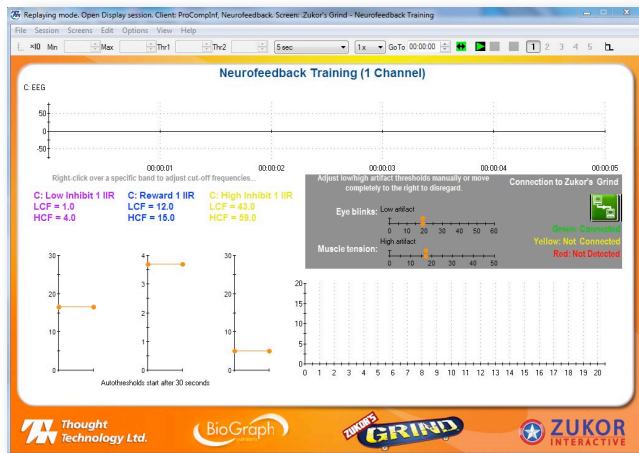 Replaying mode. Open Display session. Client: ProCompInf, Neurofeedback. Screen: Zukor's Grind - Neurofeedback Training
File Session Screens Edit Options View Help
×10 Min Max Thr1 Thr2 5 sec 1x GoTo 00:00:00 1 2 3 4 5
Neurofeedback Training (1 Channel)
C: EEG
50
0
-50
00:00:01 00:00:02 00:00:03 00:00:04 00:00:05
Right-click over a specific band to adjust cut-off frequencies...
C: Low Inhibit 1 IIR
LCF = 1.0
HCF = 4.0
C: Reward 1 IIR
LCF = 12.0
HCF = 15.0
C: High Inhibit 1 IIR
LCF = 43.0
HCF = 59.0
Adjust low/high artifact thresholds manually or move
completely to the right to disregard.
Eye blinks: Low artifact
0 10 20 30 40 50
Muscle tension: High artifact
0 10 20 30 40 50 60
Connection to Zukor's Grind
Green: Connected
Yellow: Not Connected
Red: Not Detected
30
20
10
0
4
3
2
1
0
30
20
10
0
Autothresholds start after 30 seconds
20
15
10
5
0
0 1 2 3 4 5 6 7 8 9 10 11 12 13 14 15 16 17 18 19 20
Thought
Technology Ltd.
BioGraph
ZUKOR'S
GRIND
ZUKOR
INTERACTIVE